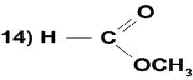 O
14) H — C
OCH3